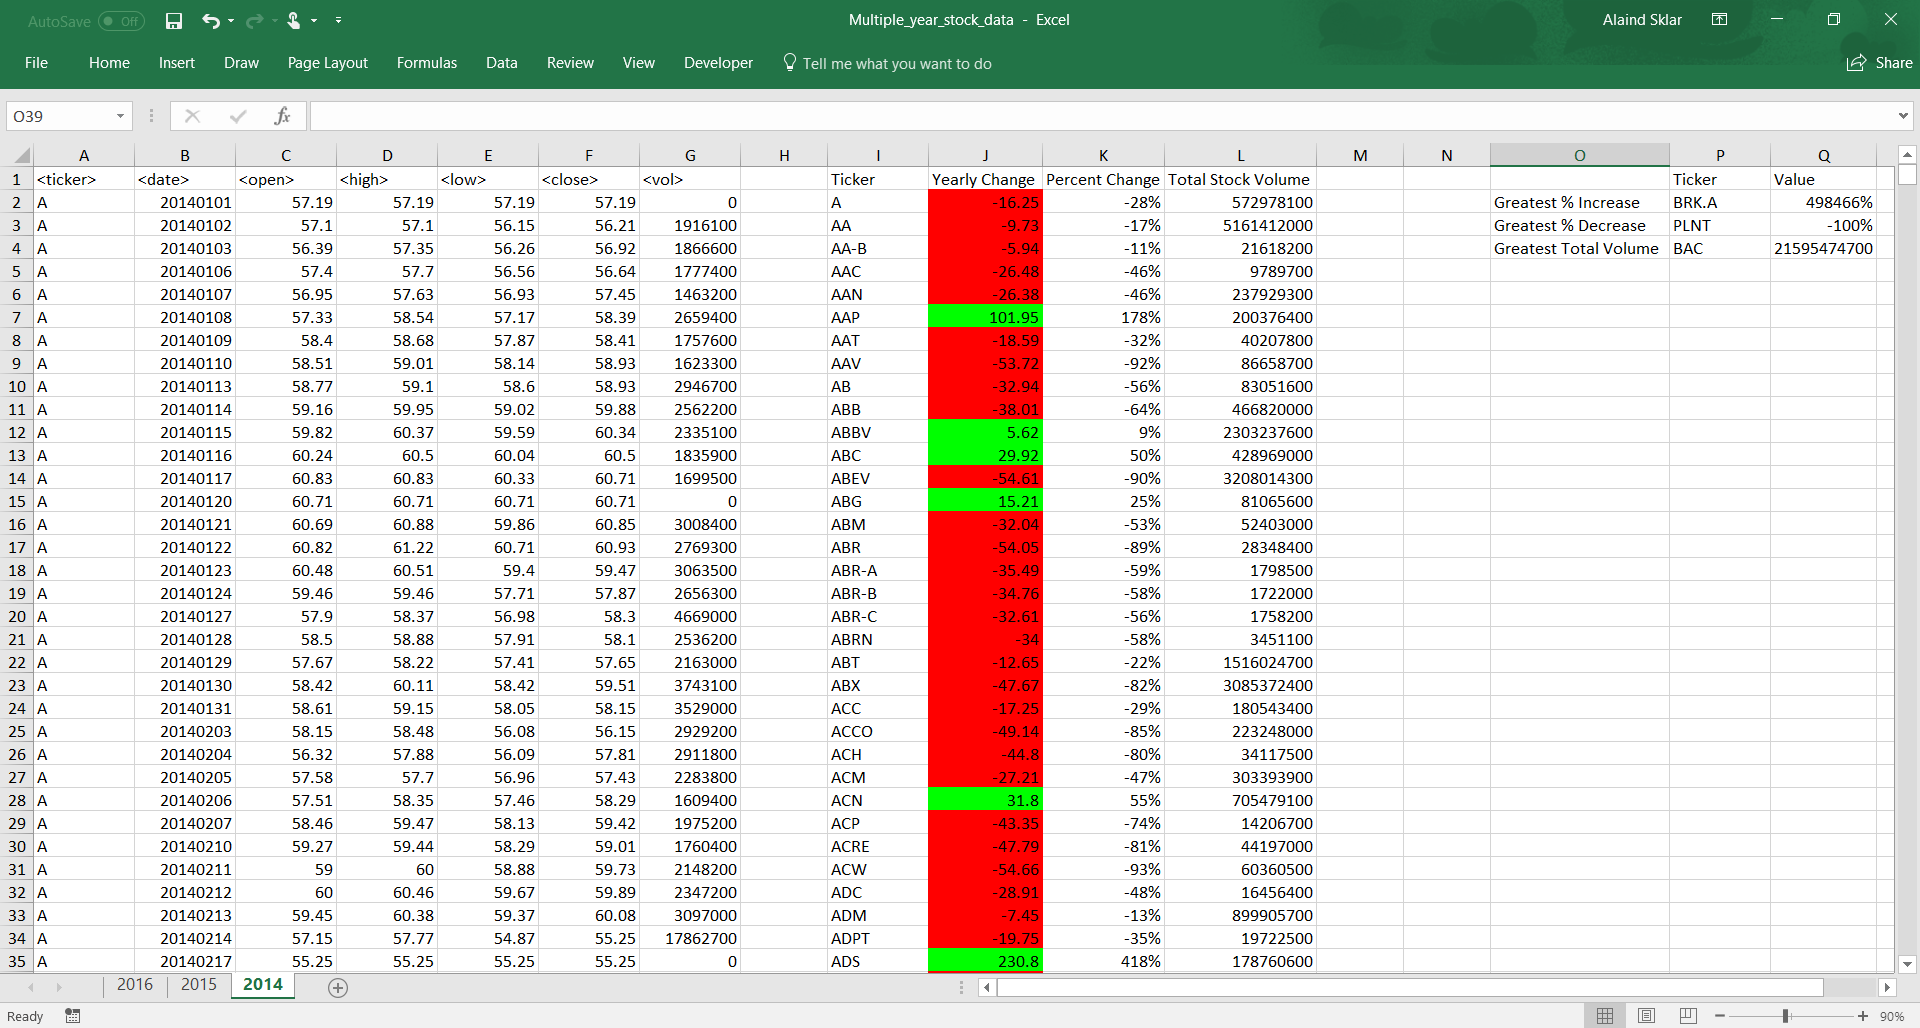 AutoSave Off Multiple_year_stock_data - Excel Alaind Sklar
File Home Insert Draw Page Layout Formulas Data Review View Developer Tell me what you want to do Share
O39 fx
A B C D E F G H I J K L M N O P Q
1 <ticker> <date> <open> <high> <low> <close> <vol> Ticker Yearly Change Percent Change Total Stock Volume Ticker Value
2 A 20140101 57.19 57.19 57.19 57.19 0 A -16.25 -28% 572978100 Greatest % Increase BRK.A 498466%
3 A 20140102 57.1 57.1 56.15 56.21 1916100 AA -9.73 -17% 5161412000 Greatest % Decrease PLNT -100%
4 A 20140103 56.39 57.35 56.26 56.92 1866600 AA-B -5.94 -11% 21618200 Greatest Total Volume BAC 21595474700
5 A 20140106 57.4 57.7 56.56 56.64 1777400 AAC -26.48 -46% 9789700
6 A 20140107 56.95 57.63 56.93 57.45 1463200 AAN -26.38 -46% 237929300
7 A 20140108 57.33 58.54 57.17 58.39 2659400 AAP 101.95 178% 200376400
8 A 20140109 58.4 58.68 57.87 58.41 1757600 AAT -18.59 -32% 40207800
9 A 20140110 58.51 59.01 58.14 58.93 1623300 AAV -53.72 -92% 86658700
10 A 20140113 58.77 59.1 58.6 58.93 2946700 AB -32.94 -56% 83051600
11 A 20140114 59.16 59.95 59.02 59.88 2562200 ABB -38.01 -64% 466820000
12 A 20140115 59.82 60.37 59.59 60.34 2335100 ABBV 5.62 9% 2303237600
13 A 20140116 60.24 60.5 60.04 60.5 1835900 ABC 29.92 50% 428969000
14 A 20140117 60.83 60.83 60.33 60.71 1699500 ABEV -54.61 -90% 3208014300
15 A 20140120 60.71 60.71 60.71 60.71 0 ABG 15.21 25% 81065600
16 A 20140121 60.69 60.88 59.86 60.85 3008400 ABM -32.04 -53% 52403000
17 A 20140122 60.82 61.22 60.71 60.93 2769300 ABR -54.05 -89% 28348400
18 A 20140123 60.48 60.51 59.4 59.47 3063500 ABR-A -35.49 -59% 1798500
19 A 20140124 59.46 59.46 57.71 57.87 2656300 ABR-B -34.76 -58% 1722000
20 A 20140127 57.9 58.37 56.98 58.3 4669000 ABR-C -32.61 -56% 1758200
21 A 20140128 58.5 58.88 57.91 58.1 2536200 ABRN -34 -58% 3451100
22 A 20140129 57.67 58.22 57.41 57.65 2163000 ABT -12.65 -22% 1516024700
23 A 20140130 58.42 60.11 58.42 59.51 3743100 ABX -47.67 -82% 3085372400
24 A 20140131 58.61 59.15 58.05 58.15 3529000 ACC -17.25 -29% 180543400
25 A 20140203 58.15 58.48 56.08 56.15 2929200 ACCO -49.14 -85% 223248000
26 A 20140204 56.32 57.88 56.09 57.81 2911800 ACH -44.8 -80% 34117500
27 A 20140205 57.58 57.7 56.96 57.43 2283800 ACM -27.21 -47% 303393900
28 A 20140206 57.51 58.35 57.46 58.29 1609400 ACN 31.8 55% 705479100
29 A 20140207 58.46 59.47 58.13 59.42 1975200 ACP -43.35 -74% 14206700
30 A 20140210 59.27 59.44 58.29 59.01 1760400 ACRE -47.79 -81% 44197000
31 A 20140211 59 60 58.88 59.73 2148200 ACW -54.66 -93% 60360500
32 A 20140212 60 60.46 59.67 59.89 2347200 ADC -28.91 -48% 16456400
33 A 20140213 59.45 60.38 59.37 60.08 3097000 ADM -7.45 -13% 899905700
34 A 20140214 57.15 57.77 54.87 55.25 17862700 ADPT -19.75 -35% 19722500
35 A 20140217 55.25 55.25 55.25 55.25 0 ADS 230.8 418% 178760600
2016 2015 2014
Ready 90%